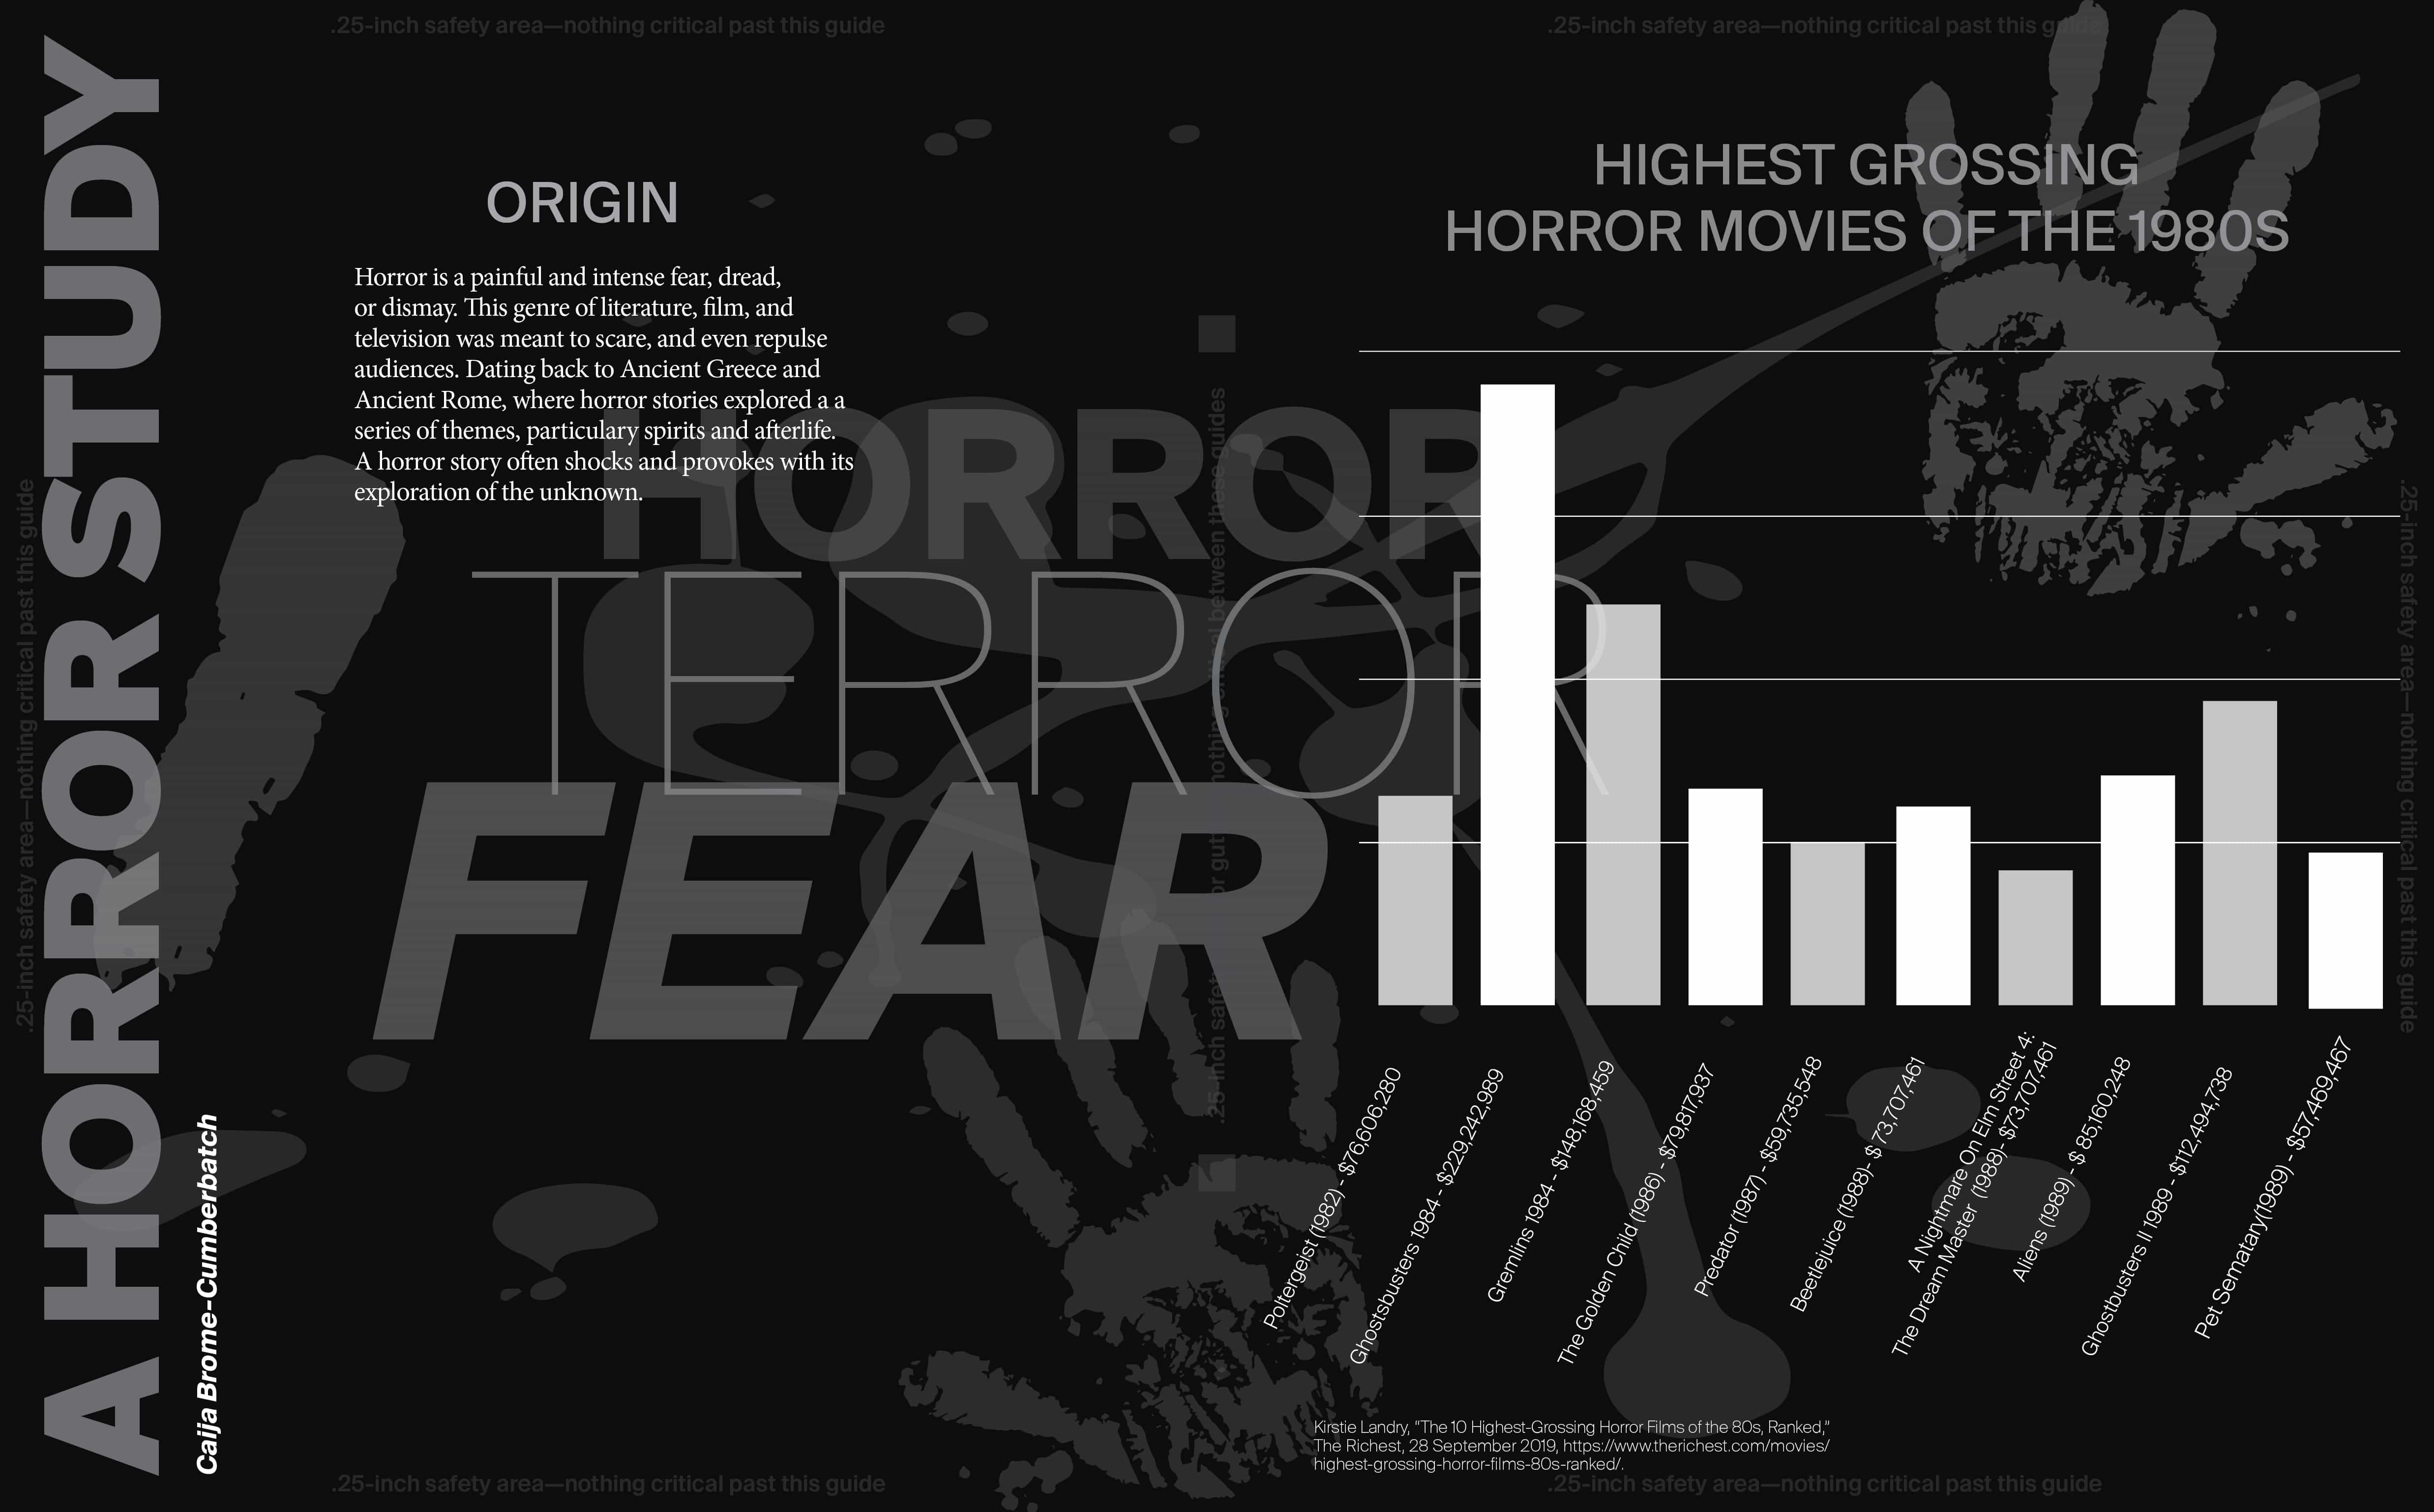 A HORROR STUDY
Caija Brome-Cumberbatch
ORIGIN
Horror is a painful and intense fear, dread,
or dismay. This genre of literature, film, and
television was meant to scare, and even repulse
audiences. Dating back to Ancient Greece and
Ancient Rome, where horror stories explored a a
series of themes, particulary spirits and afterlife.
A horror story often shocks and provokes with its
exploration of the unknown.
HORROR
TERROR
FEAR
HIGHEST GROSSING
HORROR MOVIES OF THE 1980S
Poltergeist (1982) - $76,606,280
Ghostsbusters 1984 - $229,242,989
Gremlins 1984 - $148,168,459
The Golden Child (1986) - $79,817,937
Predator (1987) - $59,735,548
Beetlejuice (1988)- $ 73,707,461
A Nightmare On Elm Street 4:
The Dream Master (1988)- $73,707,461
Aliens (1989) - $ 85,160,248
Ghostbusters II 1989 - $112,494,738
Pet Sematary(1989) - $57,469,467
Kirstie Landry, "The 10 Highest-Grossing Horror Films of the 80s, Ranked,"
The Richest, 28 September 2019, https://www.therichest.com/movies/
highest-grossing-horror-films-80s-ranked/.
.25-inch safety area—nothing critical past this guide
.25-inch safety area—nothing critical past this guide
.25-inch safety area—nothing critical past this guide
.25-inch safety area—nothing critical past this guide
.25-inch safety area—nothing critical past this guide
.25-inch safety area—nothing critical past this guide
.25-inch safety or gut nothing critical between these guides